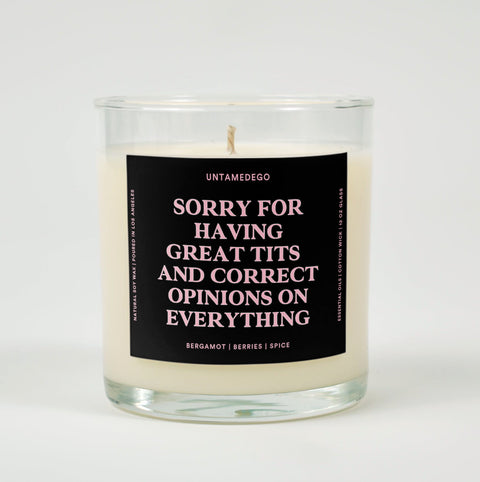 UNTAMEDEGO
SORRY FOR
HAVING
GREAT TITS
AND CORRECT
OPINIONS ON
EVERYTHING
BERGAMOT | BERRIES | SPICE
NATURAL SOY WAX | POURED IN LOS ANGELES
ESSENTIAL OILS | COTTON WICK | 12 OZ GLASS